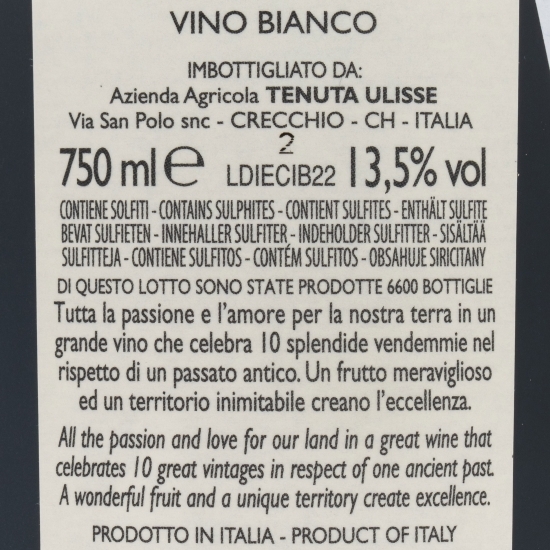 VINO BIANCO
IMBOTTIGLIATO DA:
Azienda Agricola TENUTA ULISSE
Via San Polo snc - CRECCHIO - CH - ITALIA
2
750 ml e LDIECIB22 13,5% vol
CONTIENE SOLFITI - CONTAINS SULPHITES - CONTIENT SULFITES - ENTHÄLT SULFITE
BEVAT SULFIETEN - INNEHALLER SULFITER - INDEHOLDER SULFITTER - SISÄLTÄÄ
SULFITTEJA - CONTIENE SULFITOS - CONTÉM SULFITOS - OBSAHUJE SIRICITANY
DI QUESTO LOTTO SONO STATE PRODOTTE 6600 BOTTIGLIE
Tutta la passione e l'amore per la nostra terra in un
grande vino che celebra 10 splendide vendemmie nel
rispetto di un passato antico. Un frutto meraviglioso
ed un territorio inimitabile creano l'eccellenza.
All the passion and love for our land in a great wine that
celebrates 10 great vintages in respect of one ancient past.
A wonderful fruit and a unique territory create excellence.
PRODOTTO IN ITALIA - PRODUCT OF ITALY